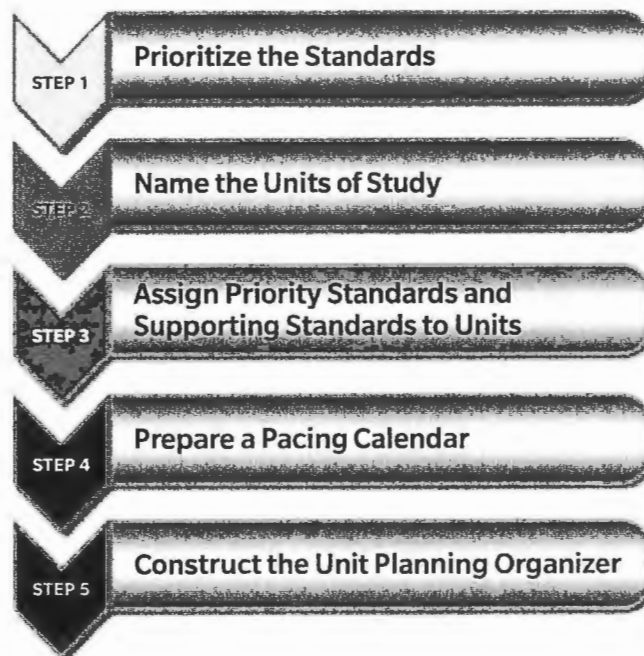 STEP 1
Prioritize the Standards
STEP 2
Name the Units of Study
STEP 3
Assign Priority Standards and
Supporting Standards to Units
STEP 4
Prepare a Pacing Calendar
STEP 5
Construct the Unit Planning Organizer